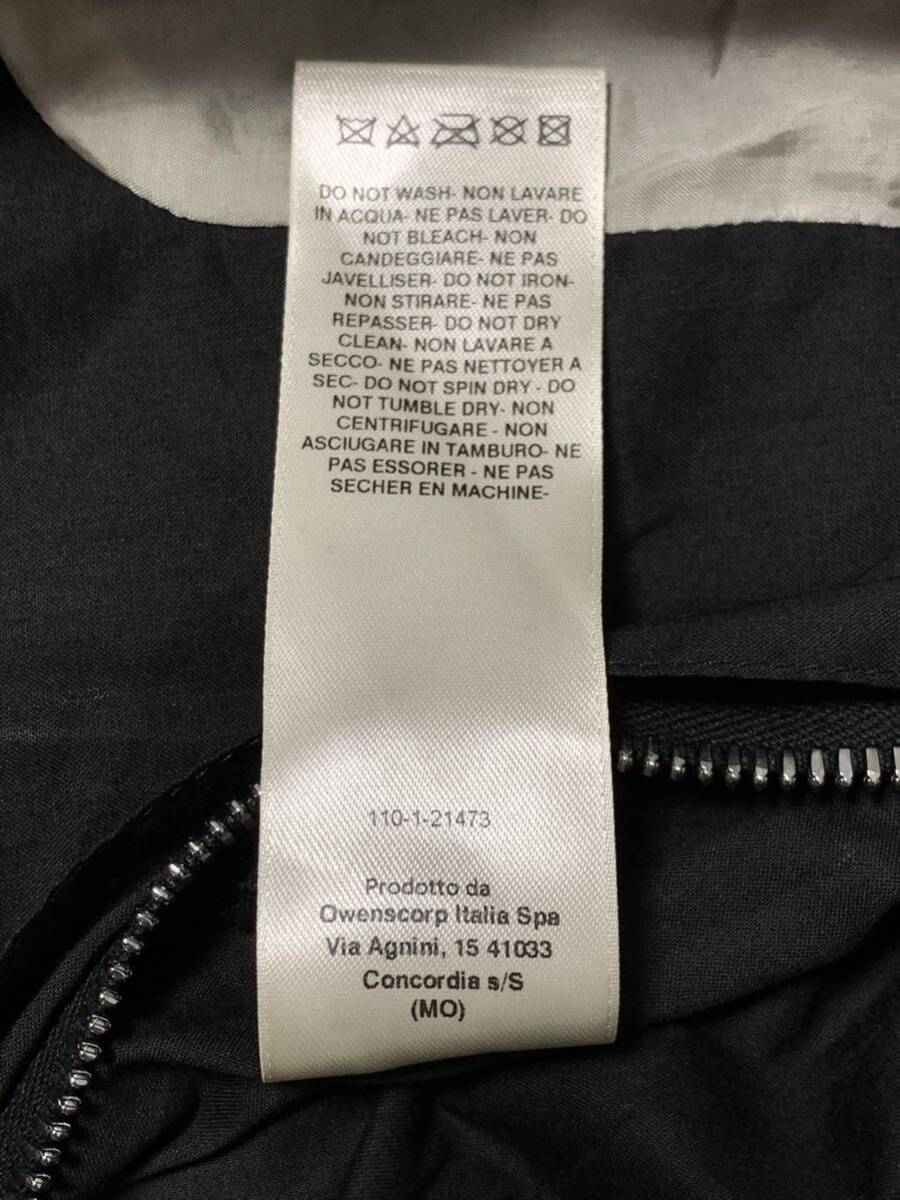 DO NOT WASH- NON LAVARE
IN ACQUA- NE PAS LAVER- DO
NOT BLEACH- NON
CANDEGGIARE- NE PAS
JAVELLISER- DO NOT IRON-
NON STIRARE- NE PAS
REPASSER- DO NOT DRY
CLEAN- NON LAVARE A
SECCO- NE PAS NETTOYER A
SEC- DO NOT SPIN DRY - DO
NOT TUMBLE DRY- NON
CENTRIFUGARE - NON
ASCIUGARE IN TAMBURO- NE
PAS ESSORER - NE PAS
SECHER EN MACHINE-
110-1-21473
Prodotto da
Owenscorp Italia Spa
Via Agnini, 15 41033
Concordia s/S
(MO)